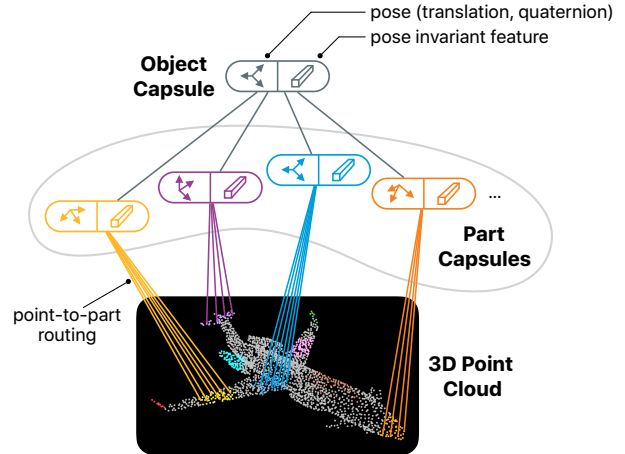 pose (translation, quaternion)
pose invariant feature
Object
Capsule
...
Part
Capsules
point-to-part
routing
3D Point
Cloud